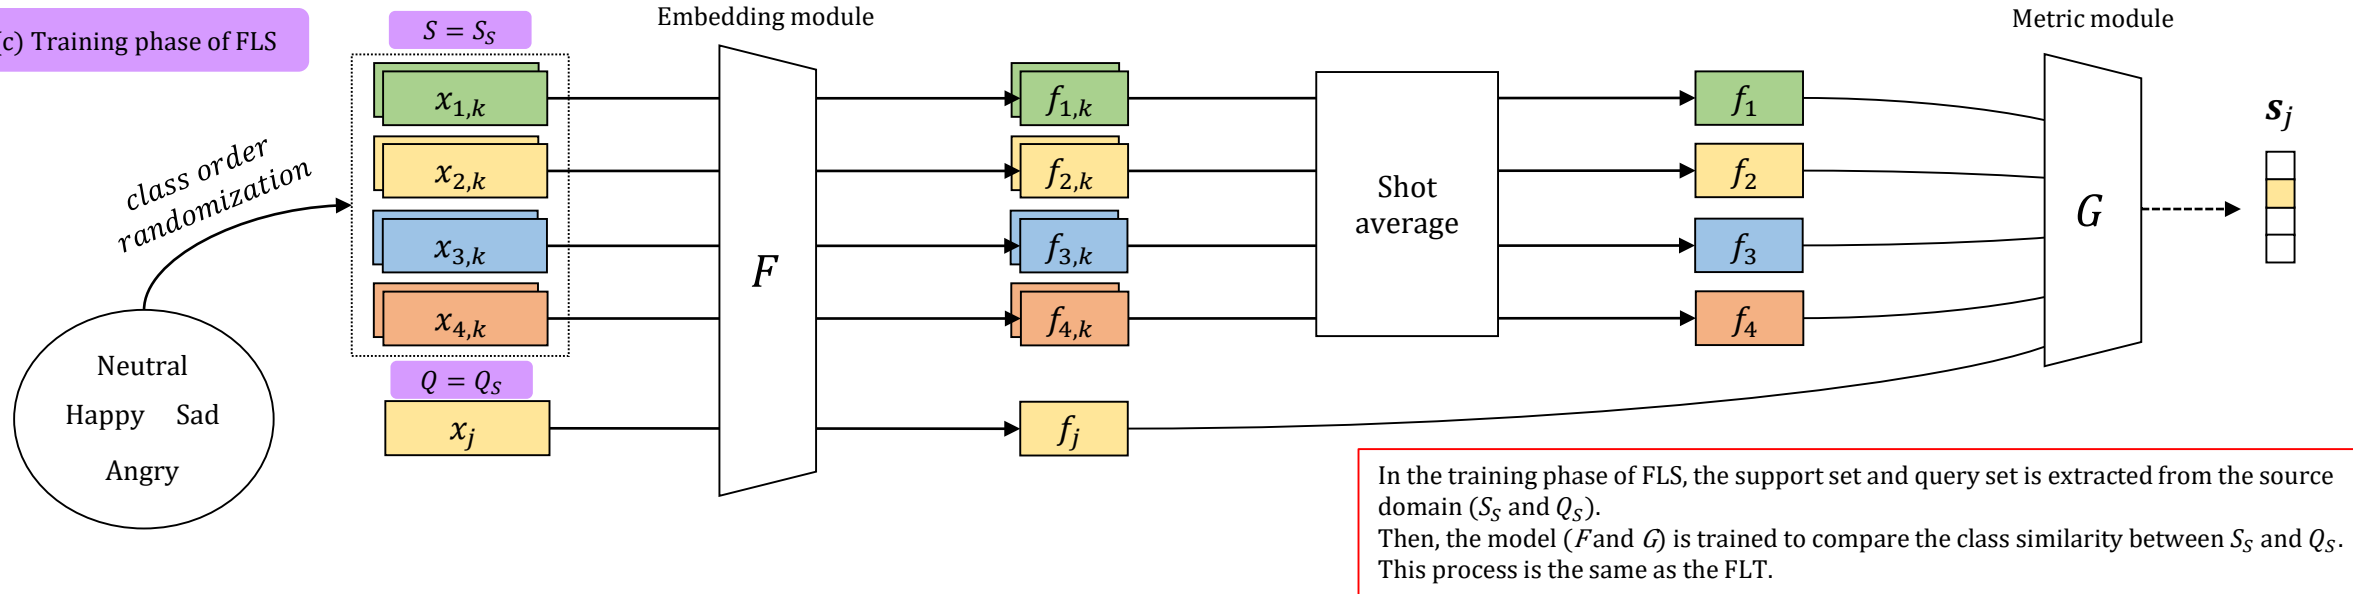 (c) Training phase of FLS
S = S_S
Embedding module
Metric module
class order
randomization
x_{1,k}
x_{2,k}
x_{3,k}
x_{4,k}
F
f_{1,k}
f_{2,k}
f_{3,k}
f_{4,k}
Shot
average
f_1
f_2
f_3
f_4
G
s_j
Neutral
Happy Sad
Angry
Q = Q_S
x_j
f_j
In the training phase of FLS, the support set and query set is extracted from the source
domain (S_S and Q_S).
Then, the model (F and G) is trained to compare the class similarity between S_S and Q_S.
This process is the same as the FLT.